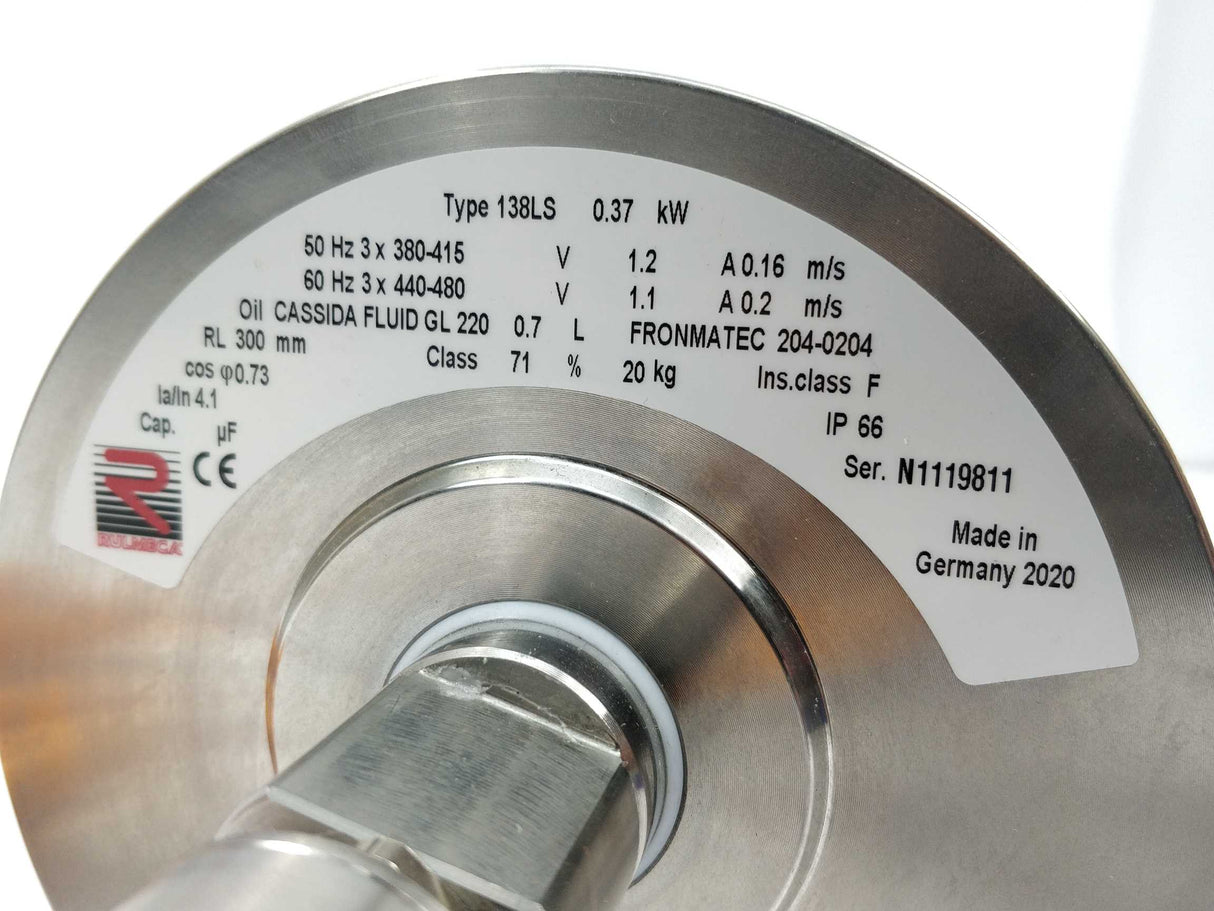 Type 138LS 0.37 kW
50 Hz 3 x 380-415 V 1.2 A 0.16 m/s
60 Hz 3 x 440-480 V 1.1 A 0.2 m/s
Oil CASSIDA FLUID GL 220 0.7 L FRONMATEC 204-0204
RL 300 mm Class 71 % 20 kg Ins.class F
cos φ0.73 IP 66
Ia/In 4.1
Cap. µF Ser. N1119811
CE
RULMECA
Made in
Germany 2020